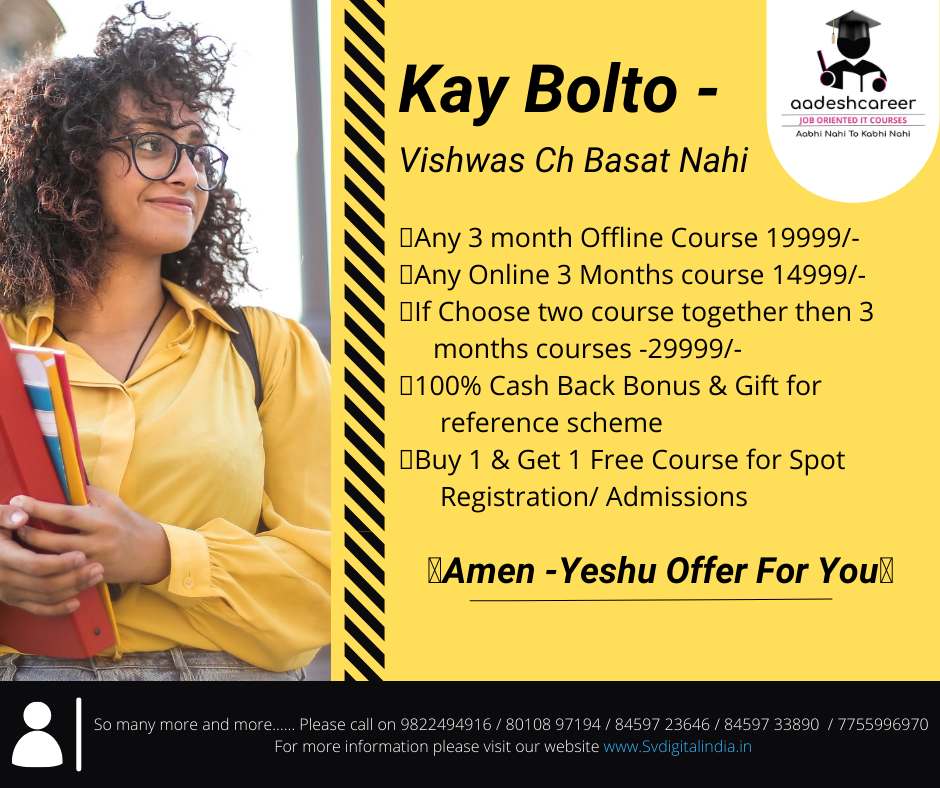 aadeshcareer
JOB ORIENTED IT COURSES
Aabhi Nahi To Kabhi Nahi
Kay Bolto -
Vishwas Ch Basat Nahi
Any 3 month Offline Course 19999/-
Any Online 3 Months course 14999/-
If Choose two course together then 3
months courses -29999/-
100% Cash Back Bonus & Gift for
reference scheme
Buy 1 & Get 1 Free Course for Spot
Registration/ Admissions
Amen -Yeshu Offer For You
So many more and more...... Please call on 9822494916 / 80108 97194 / 84597 23646 / 84597 33890 / 7755996970
For more information please visit our website www.Svdigitalindia.in